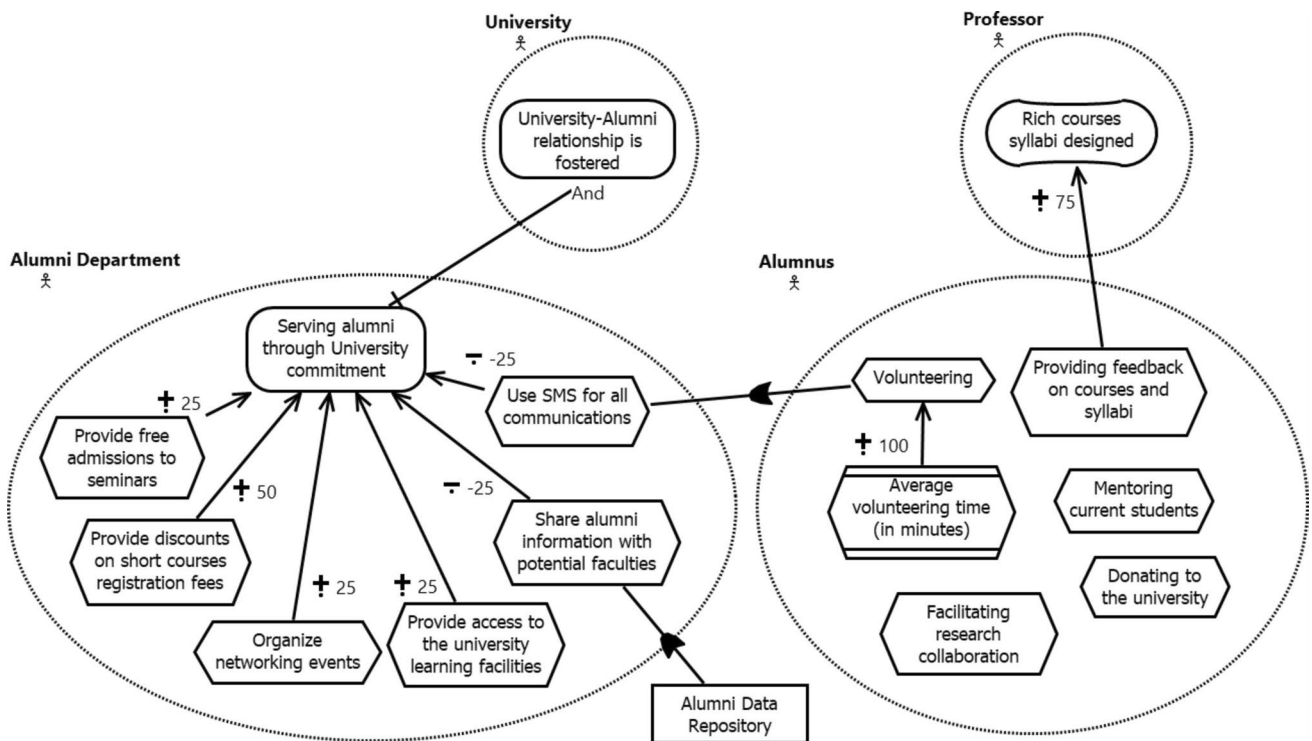 University
Professor
University-Alumni
relationship is
fostered
And
Rich courses
syllabi designed
75
Alumni Department
Alumnus
Serving alumni
through University
commitment
-25
Use SMS for all
communications
Volunteering
Providing feedback
on courses and
syllabi
25
Provide free
admissions to
seminars
50
Provide discounts
on short courses
registration fees
-25
Share alumni
information with
potential faculties
100
Average
volunteering time
(in minutes)
Mentoring
current students
25
Organize
networking events
25
Provide access to
the university
learning facilities
Donating to
the university
Facilitating
research
collaboration
Alumni Data
Repository